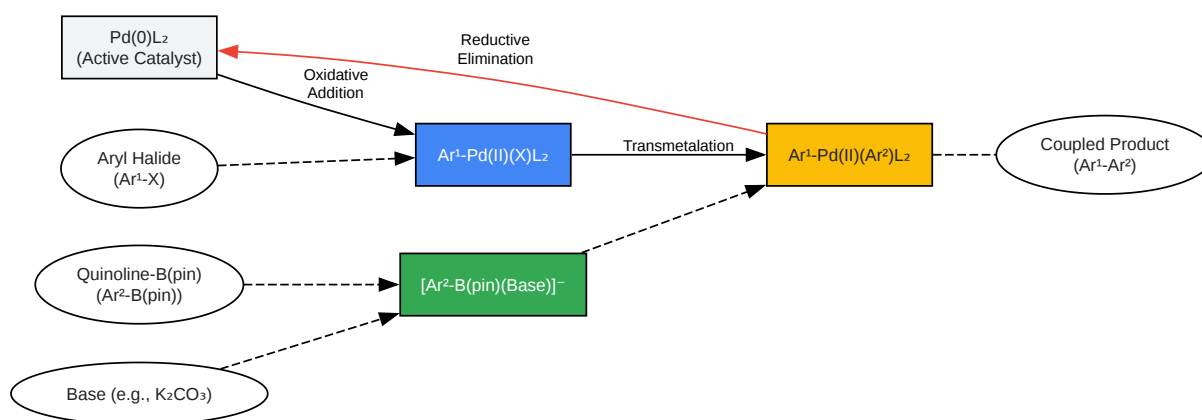 Pd(0)L₂
(Active Catalyst)
Reductive
Elimination
Oxidative
Addition
Aryl Halide
(Ar¹-X)
Ar¹-Pd(II)(X)L₂
Transmetalation
Ar¹-Pd(II)(Ar²)L₂
Coupled Product
(Ar¹-Ar²)
Quinoline-B(pin)
(Ar²-B(pin))
[Ar²-B(pin)(Base)]⁻
Base (e.g., K₂CO₃)